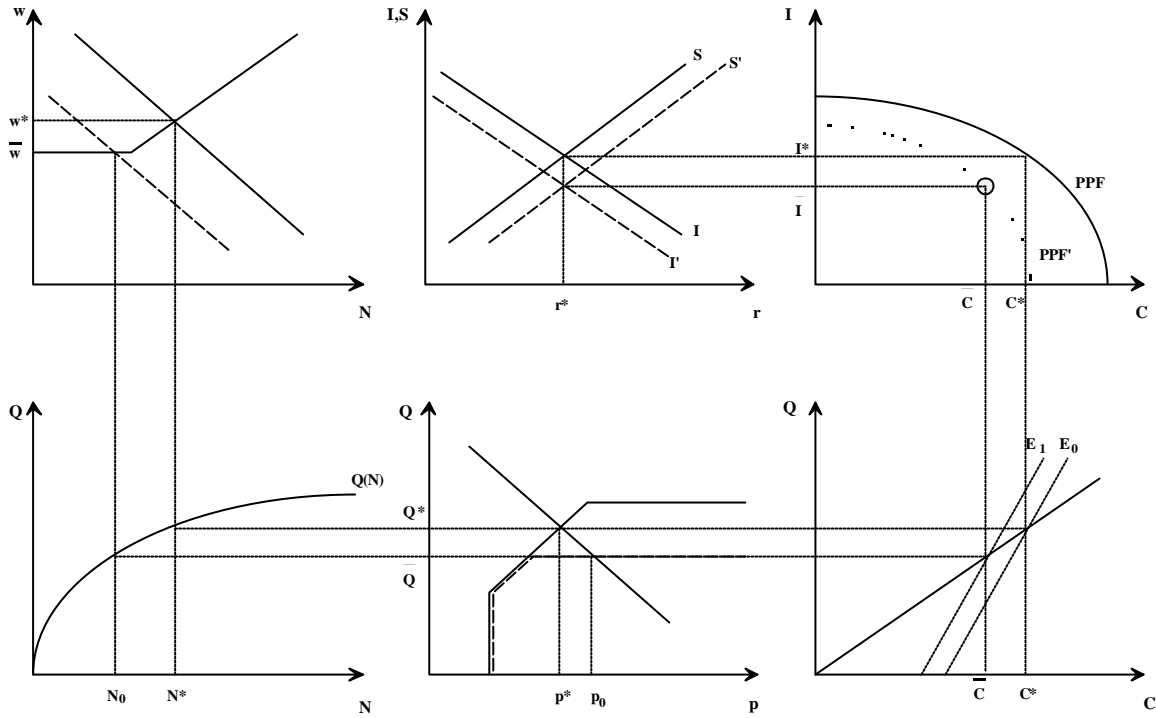 w
w*
w̅
N
I,S
S
S'
I
I'
r*
r
I
I*
I̅
PPF
PPF'
C̅
C*
C
Q
Q(N)
N₀
N*
N
Q
Q*
Q̅
p*
p₀
p
Q
E₁
E₀
C̅
C*
C